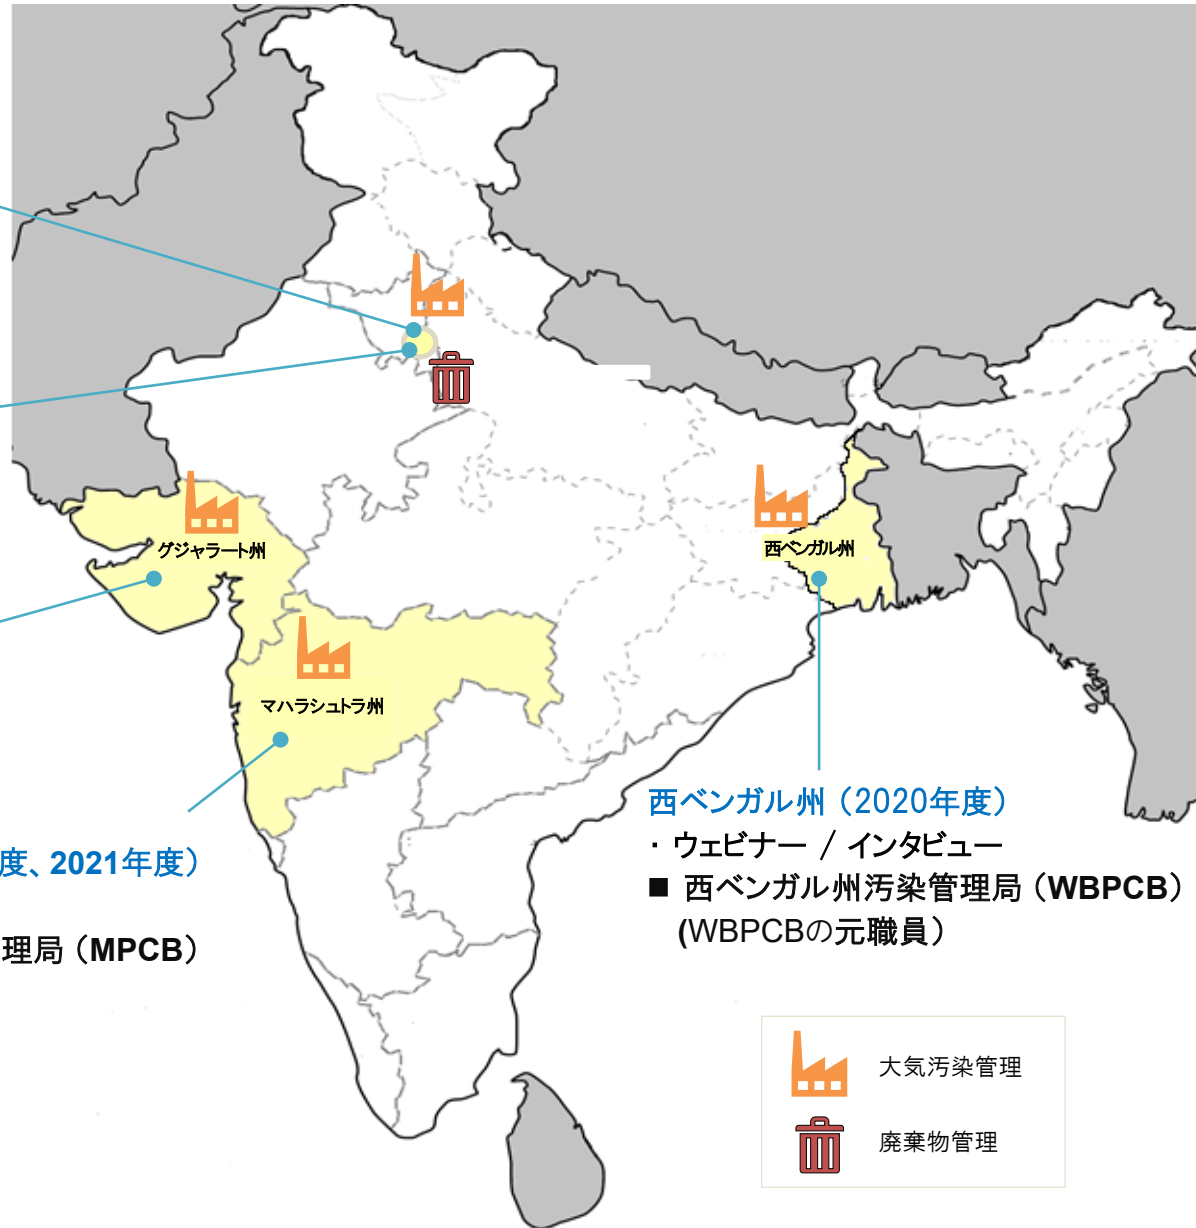 グジャラート州
西ベンガル州
マハラシュトラ州
西ベンガル州（2020年度）
・ウェビナー / インタビュー
■ 西ベンガル州汚染管理局（WBPCB）
(WBPCBの元職員）
度、2021年度）
理局（MPCB）
大気汚染管理
廃棄物管理